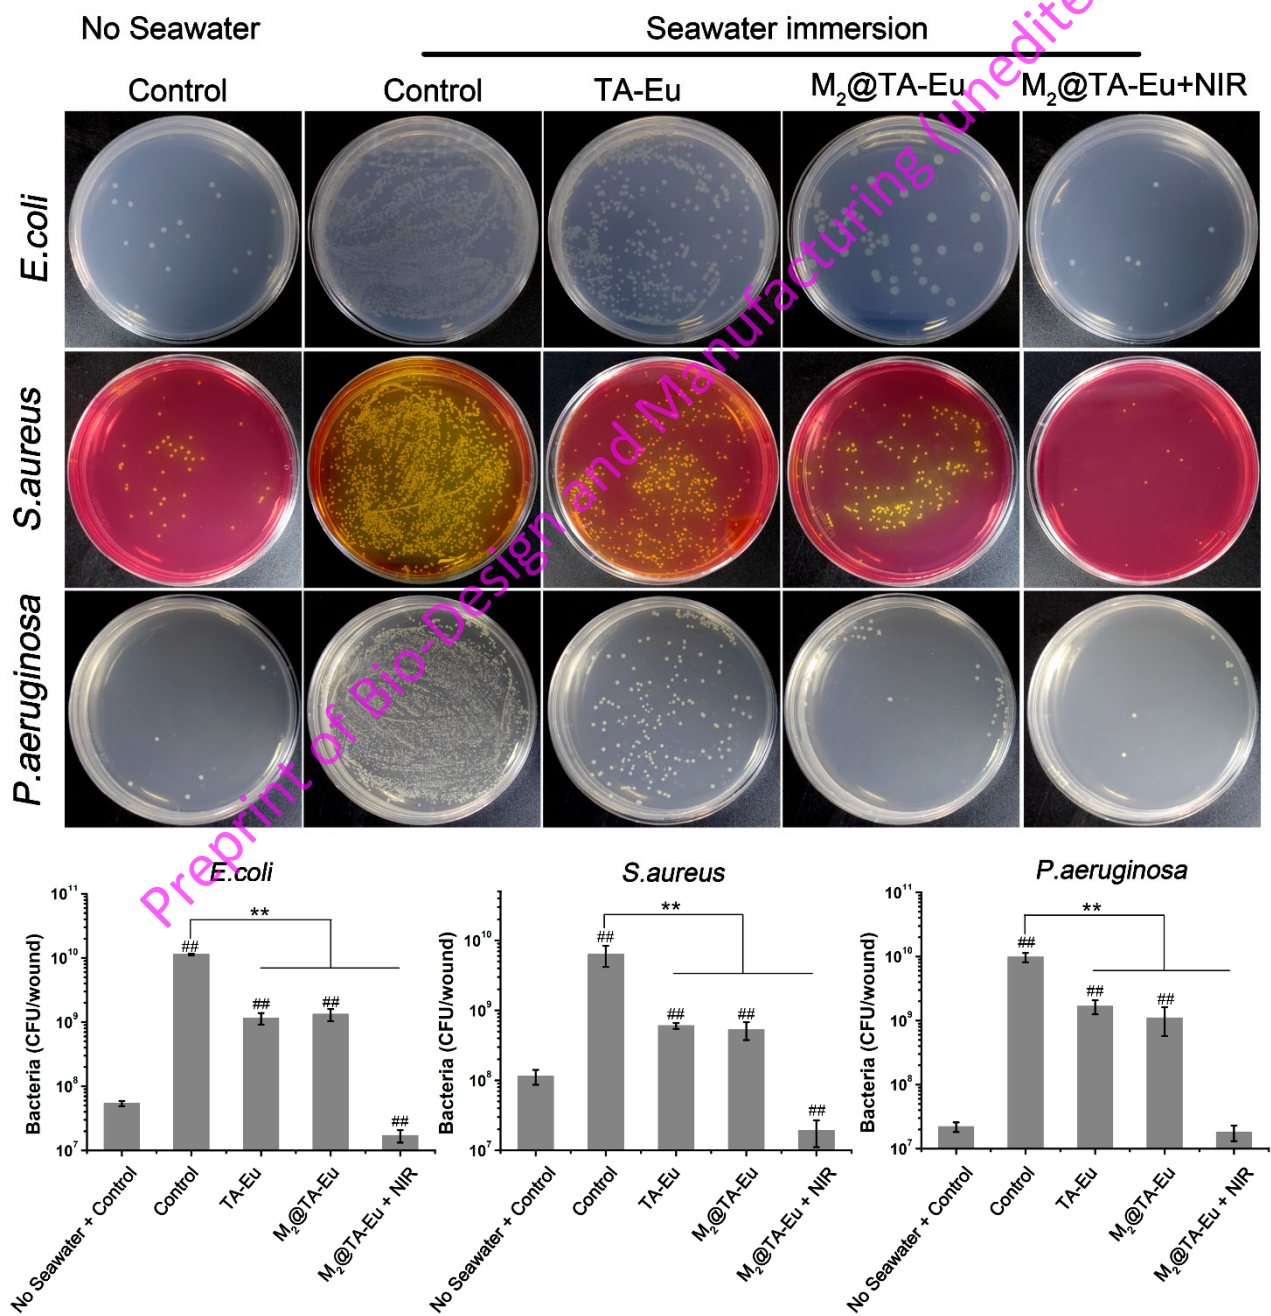 No Seawater
Seawater immersion
Control
Control
TA-Eu
M₂@TA-Eu
M₂@TA-Eu+NIR
E.coli
S.aureus
P.aeruginosa
Preprint of Bio-Design and Manufacturing (unedite
E.coli
Bacteria (CFU/wound)
10¹¹
10¹⁰
10⁹
10⁸
10⁷
**
##
##
##
##
No Seawater + Control
Control
TA-Eu
M₂@TA-Eu
M₂@TA-Eu + NIR
S.aureus
Bacteria (CFU/wound)
10¹⁰
10⁹
10⁸
10⁷
**
##
##
##
##
No Seawater + Control
Control
TA-Eu
M₂@TA-Eu
M₂@TA-Eu + NIR
P.aeruginosa
Bacteria (CFU/wound)
10¹¹
10¹⁰
10⁹
10⁸
10⁷
**
##
##
##
No Seawater + Control
Control
TA-Eu
M₂@TA-Eu
M₂@TA-Eu + NIR